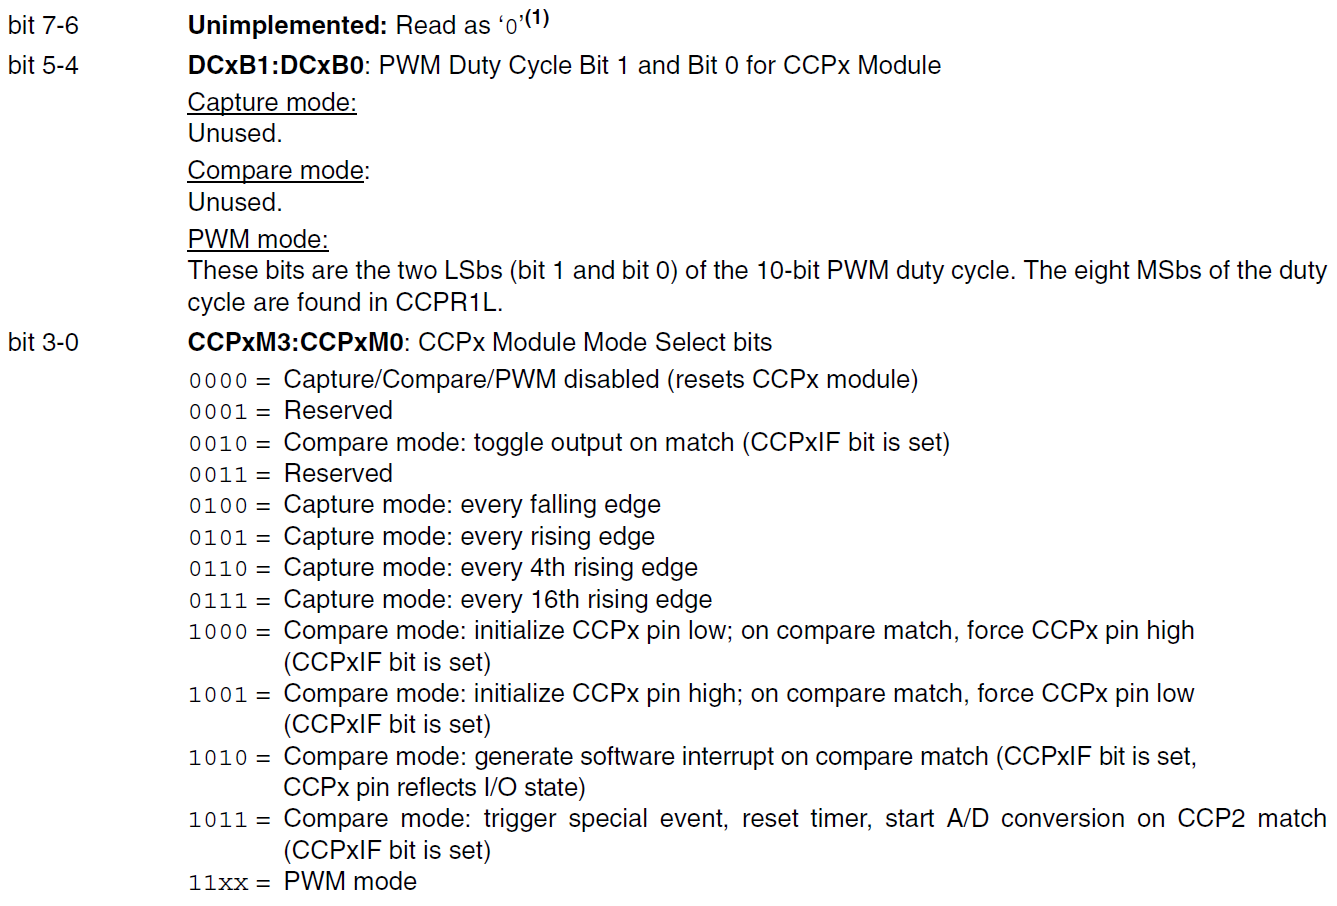 bit 7-6 Unimplemented: Read as ‘0’(1)
bit 5-4 DCxB1:DCxB0: PWM Duty Cycle Bit 1 and Bit 0 for CCPx Module
Capture mode:
Unused.
Compare mode:
Unused.
PWM mode:
These bits are the two LSbs (bit 1 and bit 0) of the 10-bit PWM duty cycle. The eight MSbs of the duty
cycle are found in CCPR1L.
bit 3-0 CCPxM3:CCPxM0: CCPx Module Mode Select bits
0000 = Capture/Compare/PWM disabled (resets CCPx module)
0001 = Reserved
0010 = Compare mode: toggle output on match (CCPxIF bit is set)
0011 = Reserved
0100 = Capture mode: every falling edge
0101 = Capture mode: every rising edge
0110 = Capture mode: every 4th rising edge
0111 = Capture mode: every 16th rising edge
1000 = Compare mode: initialize CCPx pin low; on compare match, force CCPx pin high
(CCPxIF bit is set)
1001 = Compare mode: initialize CCPx pin high; on compare match, force CCPx pin low
(CCPxIF bit is set)
1010 = Compare mode: generate software interrupt on compare match (CCPxIF bit is set,
CCPx pin reflects I/O state)
1011 = Compare mode: trigger special event, reset timer, start A/D conversion on CCP2 match
(CCPxIF bit is set)
11xx = PWM mode